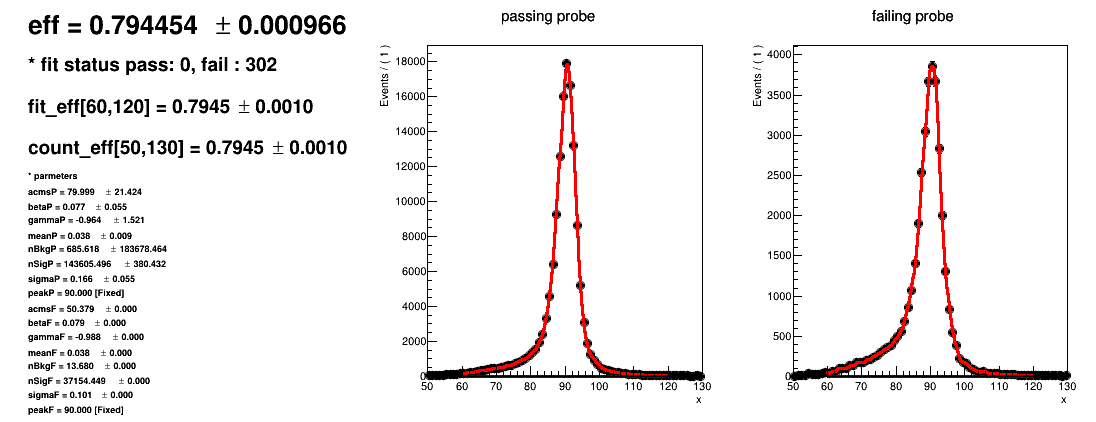 eff = 0.794454 ± 0.000966
* fit status pass: 0, fail : 302
fit_eff[60,120] = 0.7945 ± 0.0010
count_eff[50,130] = 0.7945 ± 0.0010
* parmeters
acmsP = 79.999 ± 21.424
betaP = 0.077 ± 0.055
gammaP = -0.964 ± 1.521
meanP = 0.038 ± 0.009
nBkgP = 685.618 ± 183678.464
nSigP = 143605.496 ± 380.432
sigmaP = 0.166 ± 0.055
peakP = 90.000 [Fixed]
acmsF = 50.379 ± 0.000
betaF = 0.079 ± 0.000
gammaF = -0.988 ± 0.000
meanF = 0.038 ± 0.000
nBkgF = 13.680 ± 0.000
nSigF = 37154.449 ± 0.000
sigmaF = 0.101 ± 0.000
peakF = 90.000 [Fixed]
passing probe
Events / ( 1 )
18000
16000
14000
12000
10000
8000
6000
4000
2000
0
50 60 70 80 90 100 110 120 130
x
failing probe
Events / ( 1 )
4000
3500
3000
2500
2000
1500
1000
500
0
50 60 70 80 90 100 110 120 130
x